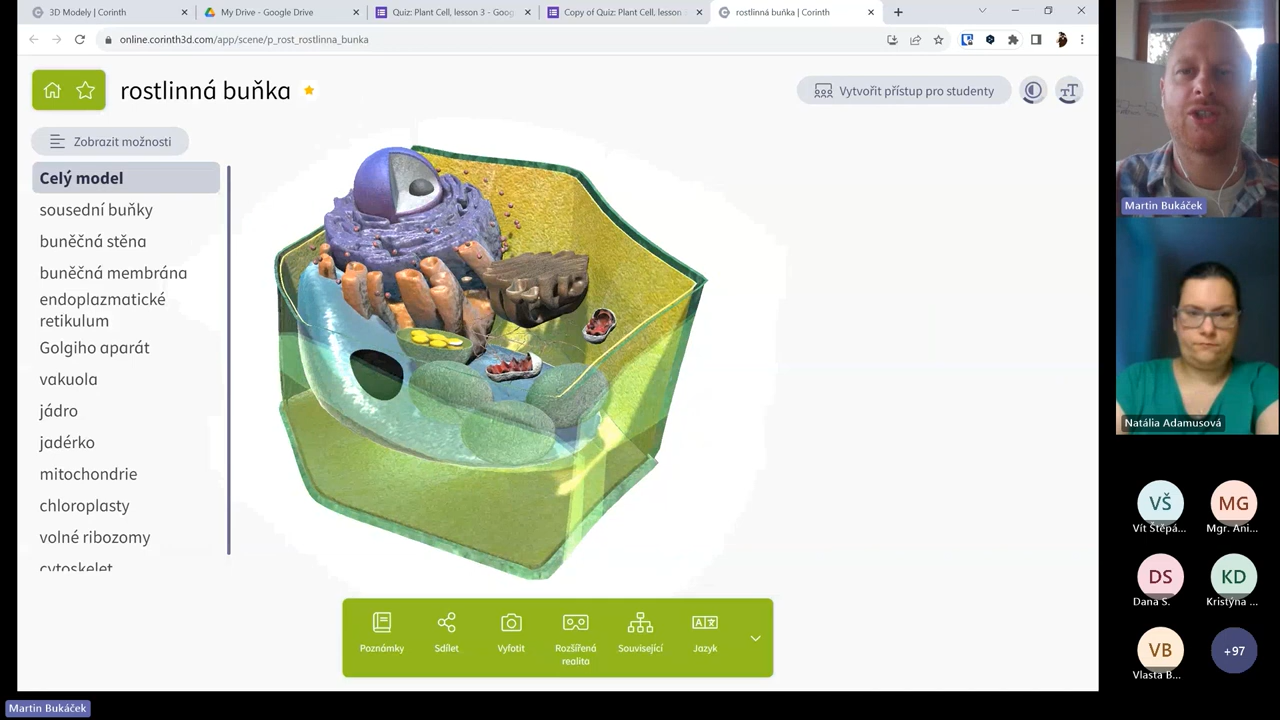 3D Modely | Corinth
My Drive - Google Drive
Quiz: Plant Cell, lesson 3 - Goog
Copy of Quiz: Plant Cell, lesson
rostlinná buňka | Corinth
online.corinth3d.com/app/scene/p_rost_rostlinna_bunka
rostlinná buňka
Vytvořit přístup pro studenty
TT
Zobrazit možnosti
Celý model
sousední buňky
buněčná stěna
buněčná membrána
endoplazmatické
retikulum
Golgiho aparát
vakuola
jádro
jadérko
mitochondrie
chloroplasty
volné ribozomy
cytoskelet
Poznámky
Sdílet
Vyfotit
Rozšířená
realita
Související
Jazyk
Martin Bukáček
Natália Adamusová
VŠ
Vít Štěpá...
MG
Mgr. Ani...
DS
Dana S.
KD
Kristýna ...
VB
Vlasta B...
+97
Martin Bukáček